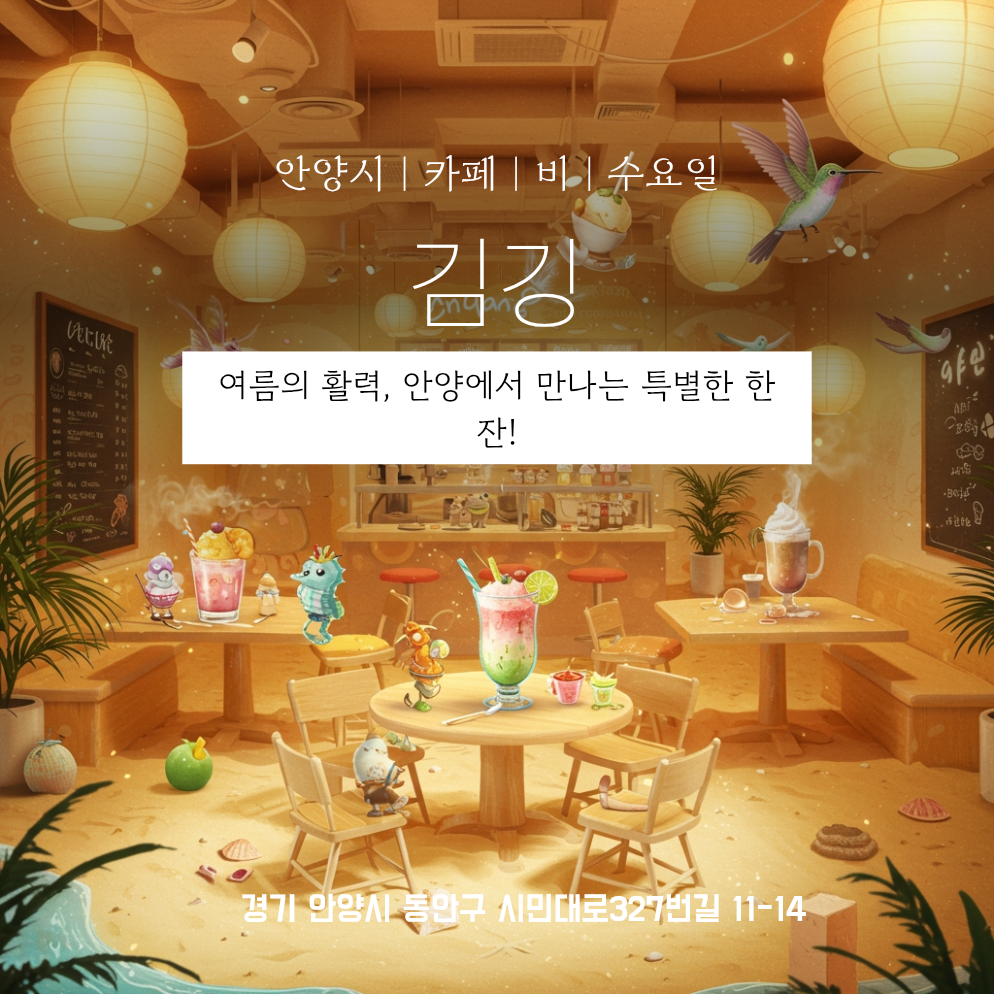 안양시 | 카페 | 비 | 수요일
김깅
여름의 활력, 안양에서 만나는 특별한 한
잔!
경기 안양시 동안구 시민대로327번길 11-14